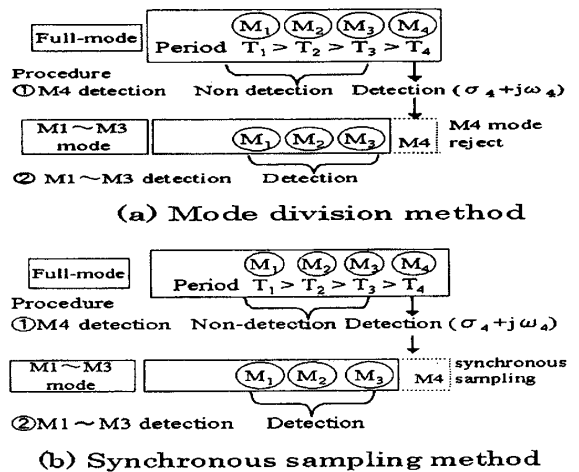 M1 M2 M3 M4
Full-mode
Period T1 > T2 > T3 > T4
Procedure
①M4 detection Non detection Detection (σ4+jω4)
M1～M3 mode
M1 M2 M3 M4
M4 mode reject
② M1～M3 detection Detection
(a) Mode division method
M1 M2 M3 M4
Full-mode
Period T1 > T2 > T3 > T4
Procedure
①M4 detection Non-detection Detection (σ4+jω4)
M1～M3 mode
M1 M2 M3 M4
synchronous sampling
②M1～M3 detection Detection
(b) Synchronous sampling method